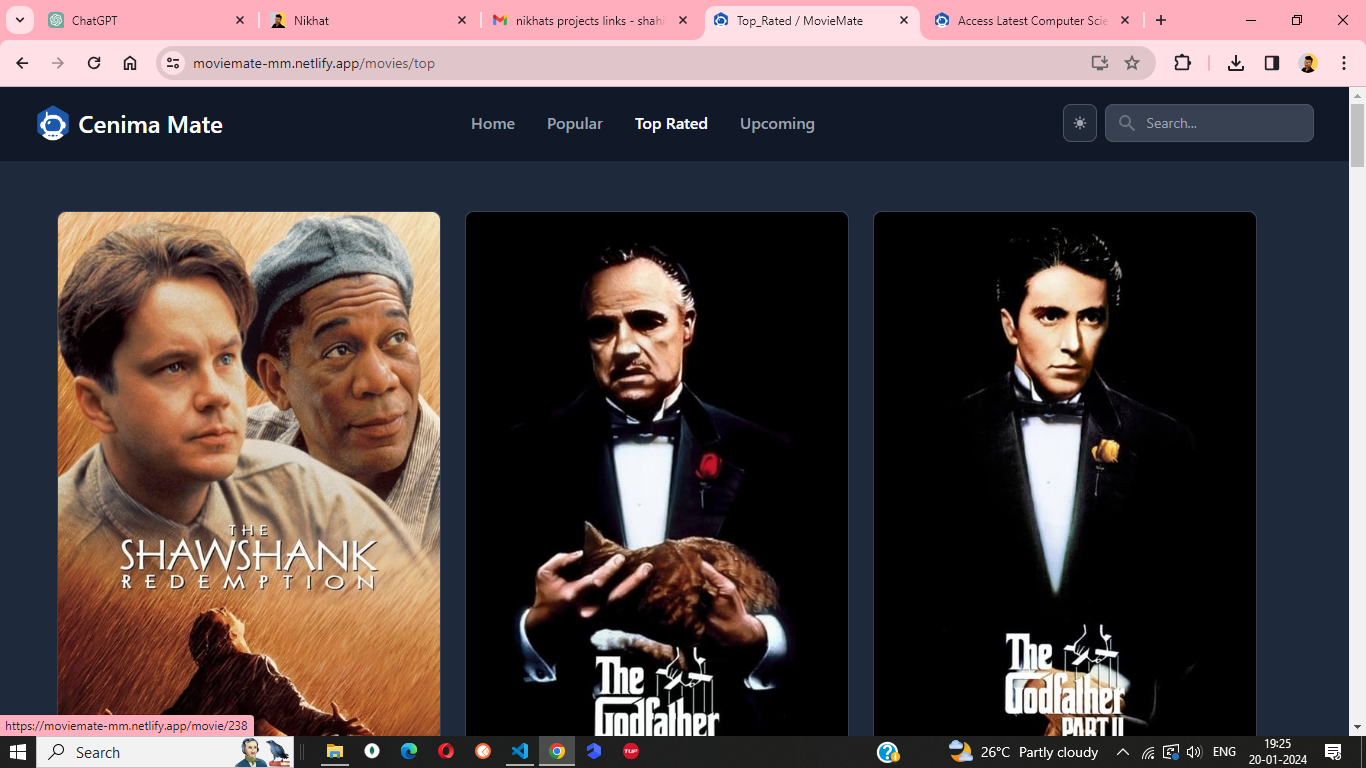 ChatGPT
Nikhat
nikhats projects links - shahi
Top_Rated / MovieMate
Access Latest Computer Scie
moviemate-mm.netlify.app/movies/top
Cenima Mate
Home
Popular
Top Rated
Upcoming
Search...
THE
SHAWSHANK
REDEMPTION
The
Godfather
The
Godfather
PART II
https://moviemate-mm.netlify.app/movie/238
Search
26°C Partly cloudy
ENG
19:25
20-01-2024